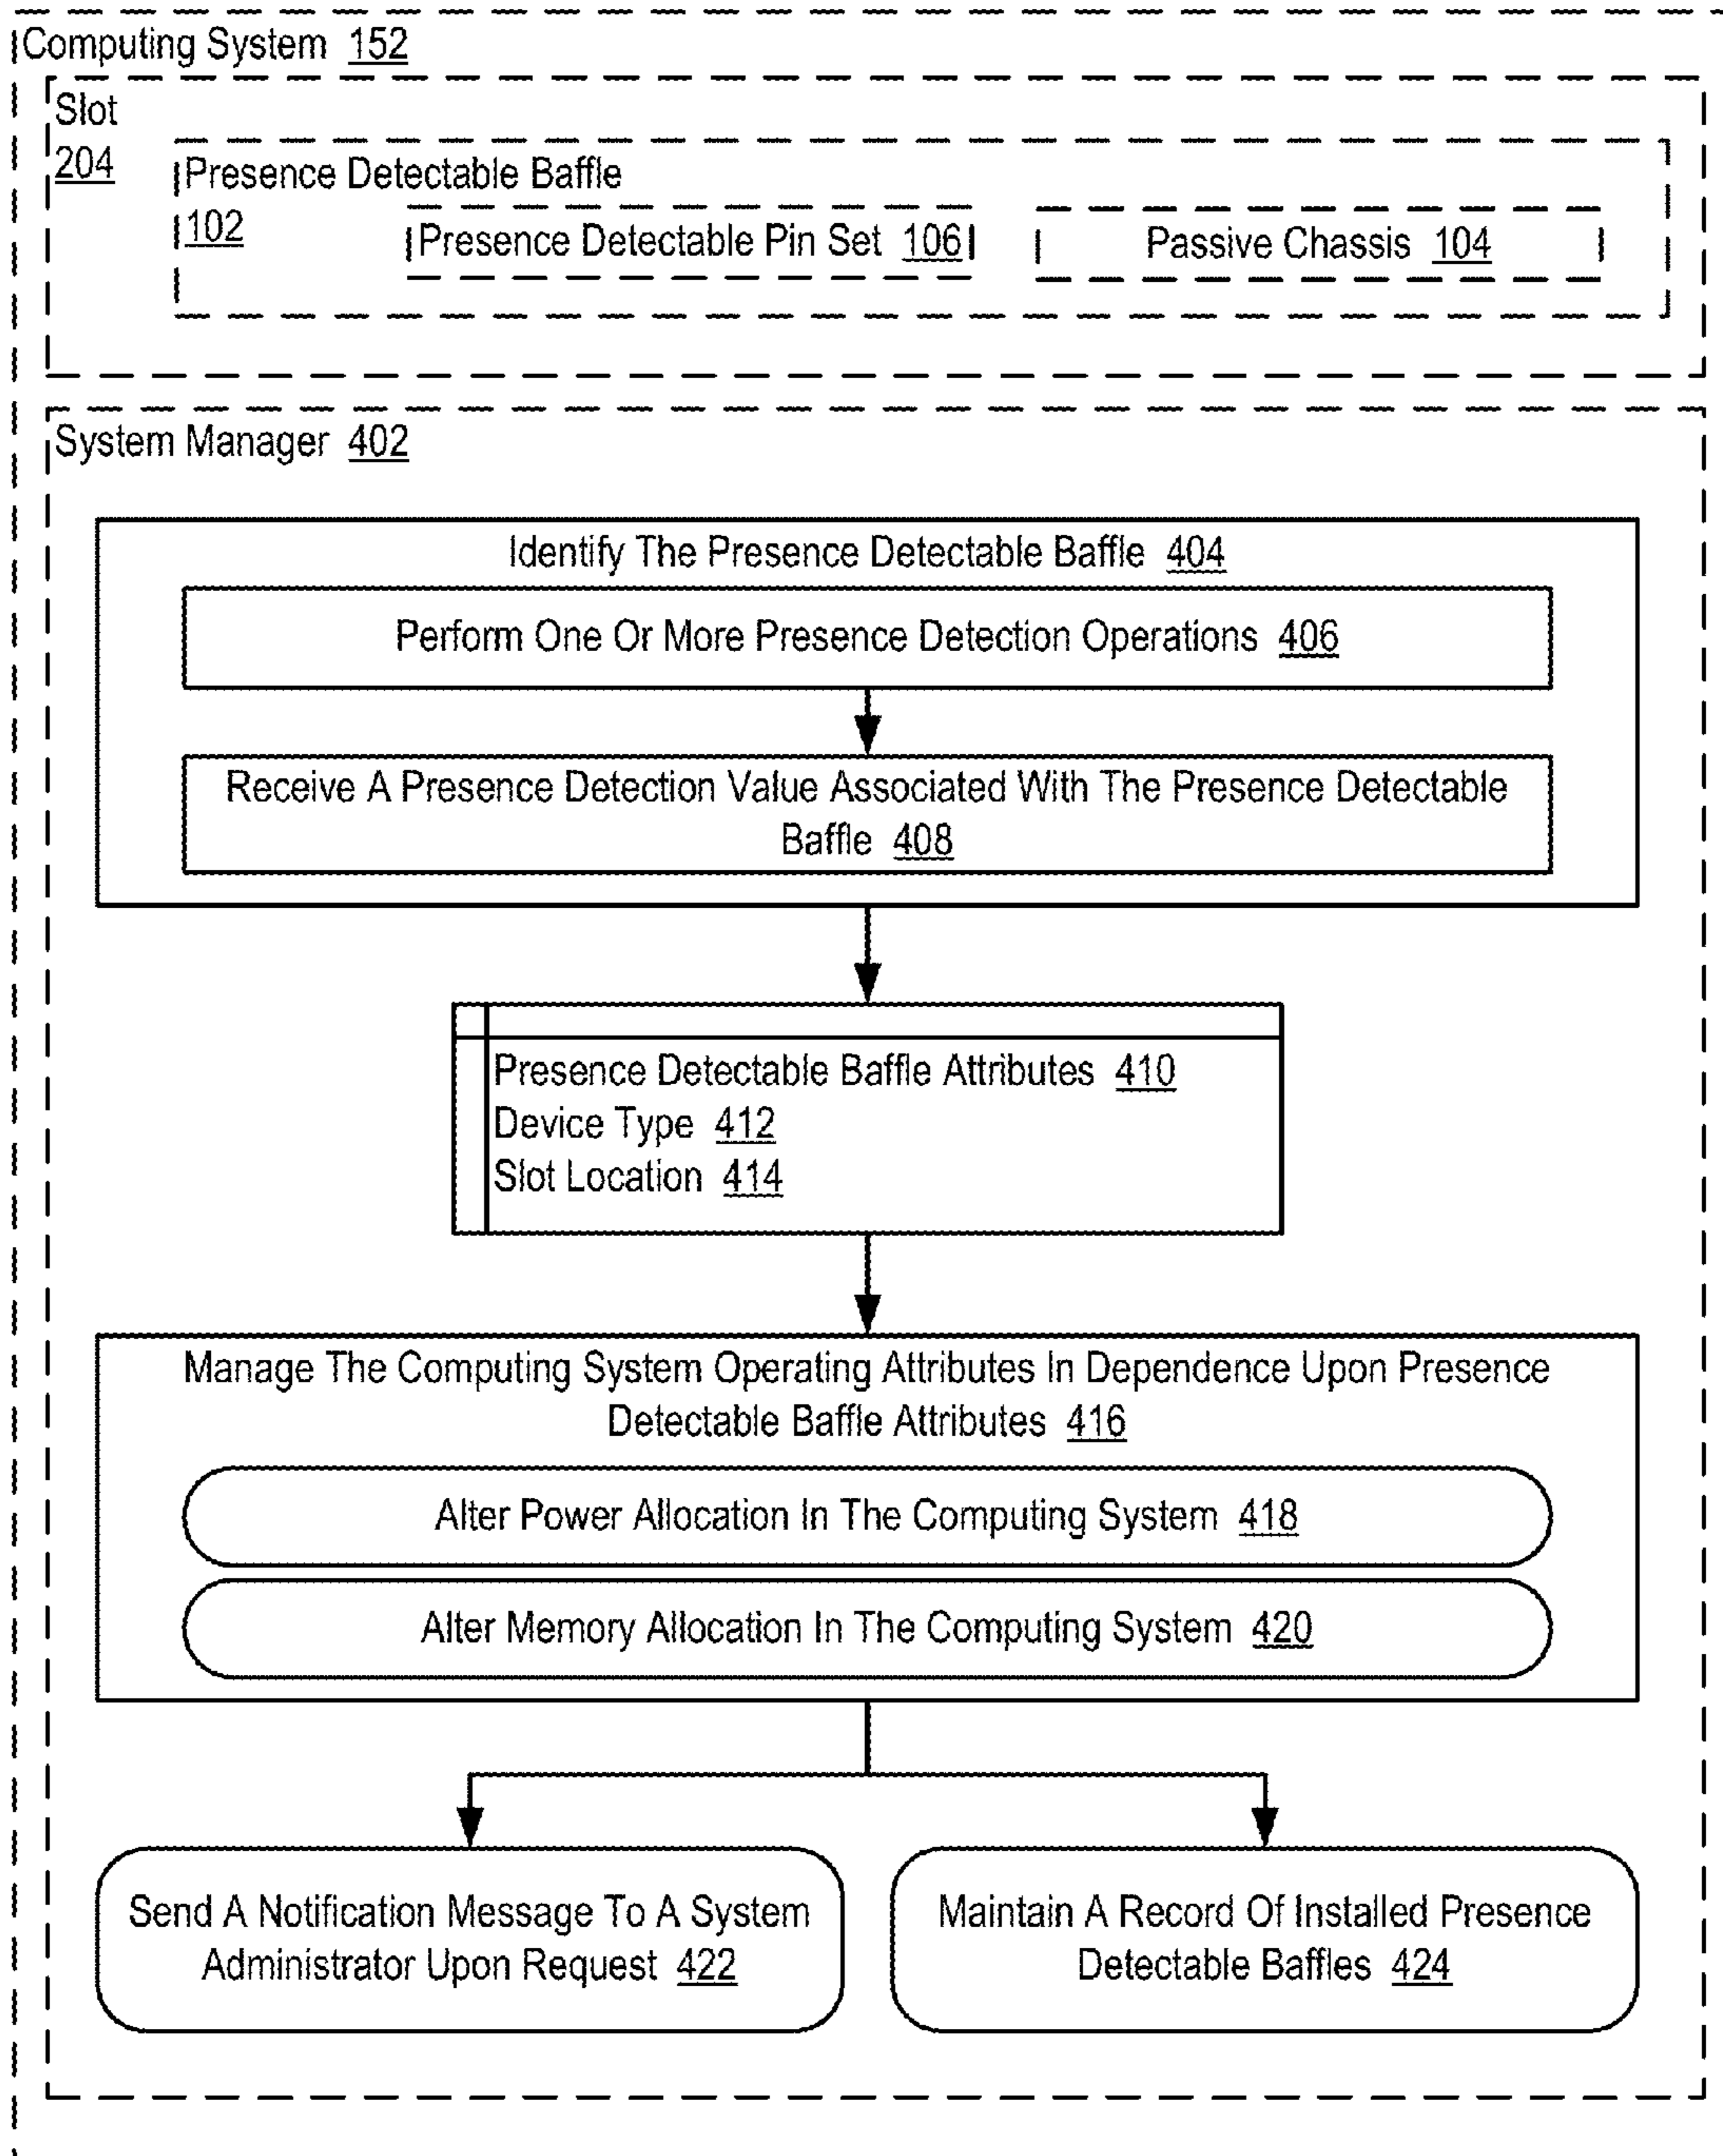 Computing System 152
Slot
204
Presence Detectable Baffle
102
Presence Detectable Pin Set 106
Passive Chassis 104
System Manager 402
Identify The Presence Detectable Baffle 404
Perform One Or More Presence Detection Operations 406
Receive A Presence Detection Value Associated With The Presence Detectable
Baffle 408
Presence Detectable Baffle Attributes 410
Device Type 412
Slot Location 414
Manage The Computing System Operating Attributes In Dependence Upon Presence
Detectable Baffle Attributes 416
Alter Power Allocation In The Computing System 418
Alter Memory Allocation In The Computing System 420
Send A Notification Message To A System
Administrator Upon Request 422
Maintain A Record Of Installed Presence
Detectable Baffles 424